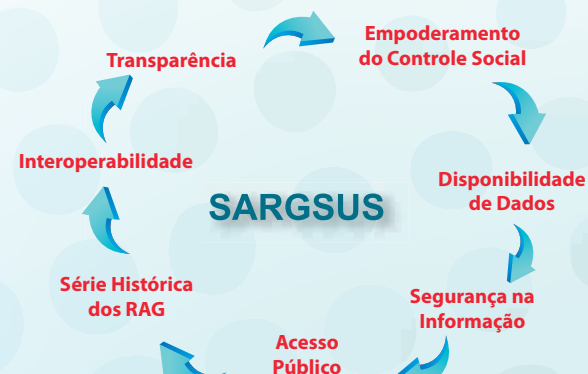 Transparência
Empoderamento
do Controle Social
Disponibilidade
de Dados
Segurança na
Informação
Acesso
Público
Série Histórica
dos RAG
Interoperabilidade
SARGSUS